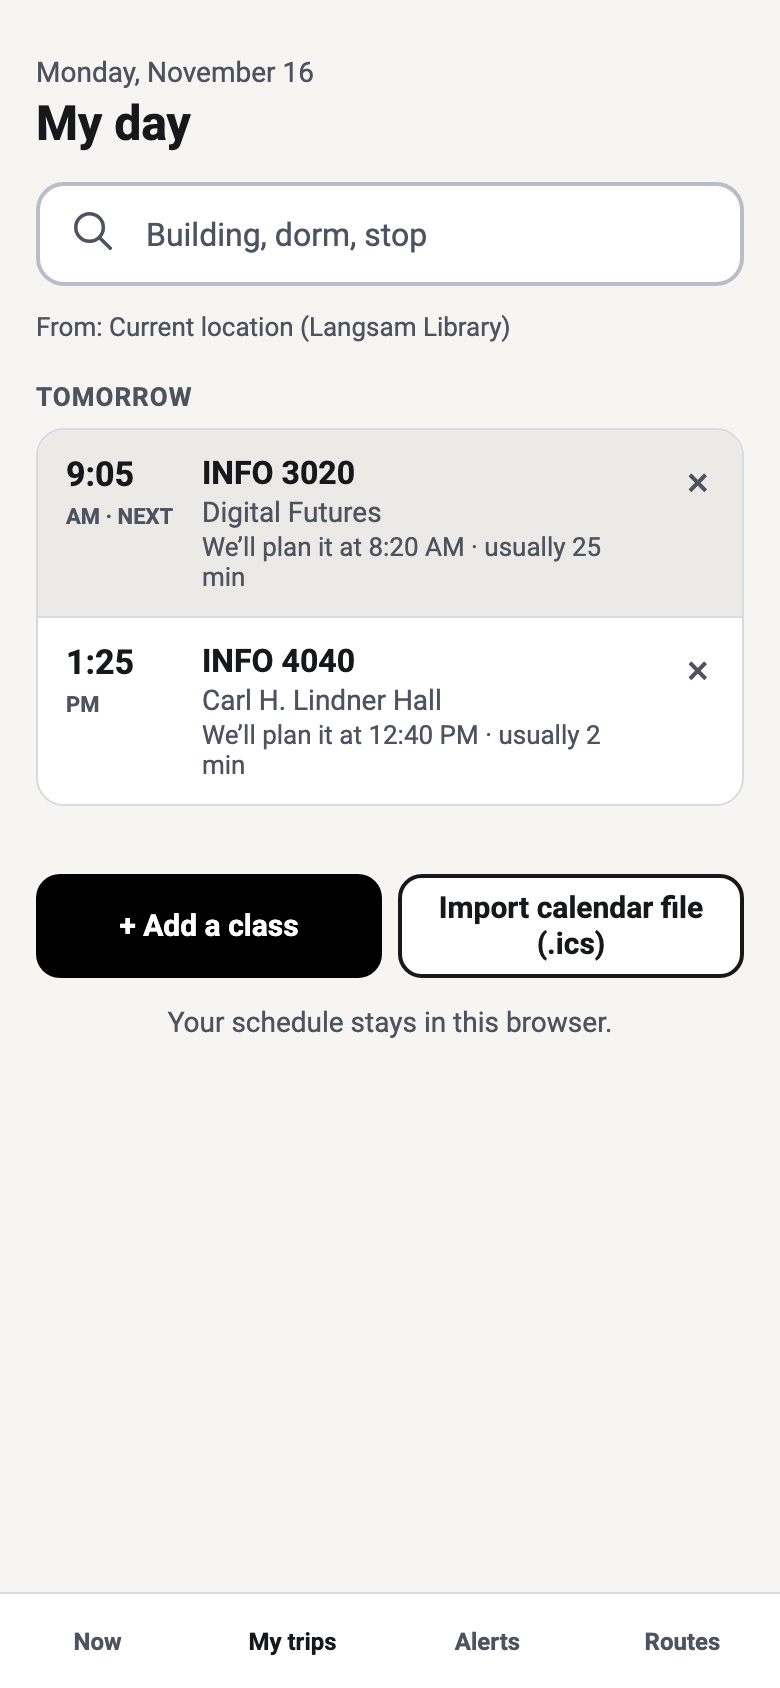 Monday, November 16
My day
Building, dorm, stop
From: Current location (Langsam Library)
TOMORROW
9:05
AM · NEXT
INFO 3020
Digital Futures
We’ll plan it at 8:20 AM · usually 25
min
×
1:25
PM
INFO 4040
Carl H. Lindner Hall
We’ll plan it at 12:40 PM · usually 2
min
×
+ Add a class
Import calendar file
(.ics)
Your schedule stays in this browser.
Now
My trips
Alerts
Routes